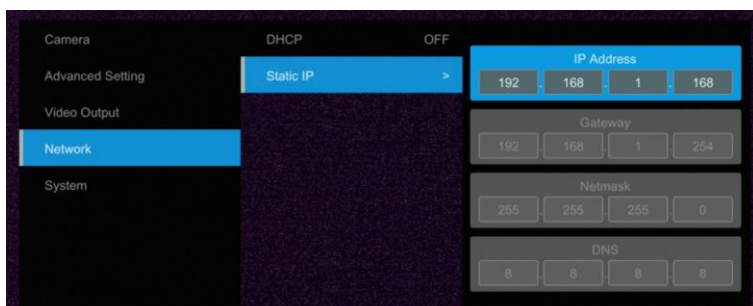 Camera
Advanced Setting
Video Output
Network
System
DHCP OFF
Static IP >
IP Address
192 . 168 . 1 . 168
Gateway
192 . 168 . 1 . 254
Netmask
255 . 255 . 255 . 0
DNS
8 . 8 . 8 . 8